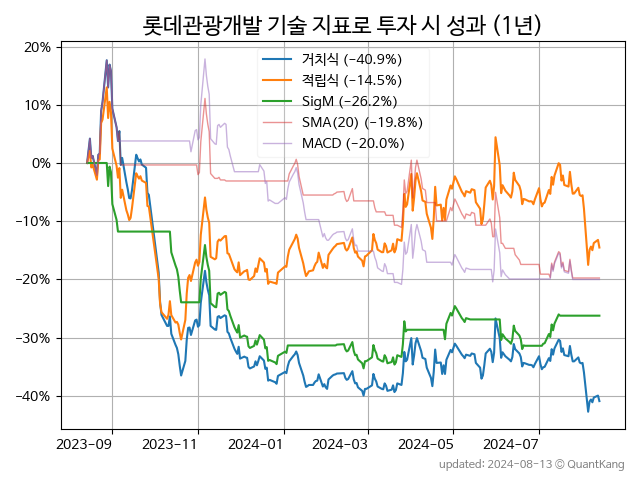 롯데관광개발 기술 지표로 투자 시 성과 (1년)
20%
10%
0%
−10%
−20%
−30%
−40%
거치식 (−40.9%)
적립식 (−14.5%)
SigM (−26.2%)
SMA(20) (−19.8%)
MACD (−20.0%)
2023-09
2023-11
2024-01
2024-03
2024-05
2024-07
updated: 2024-08-13 © QuantKang